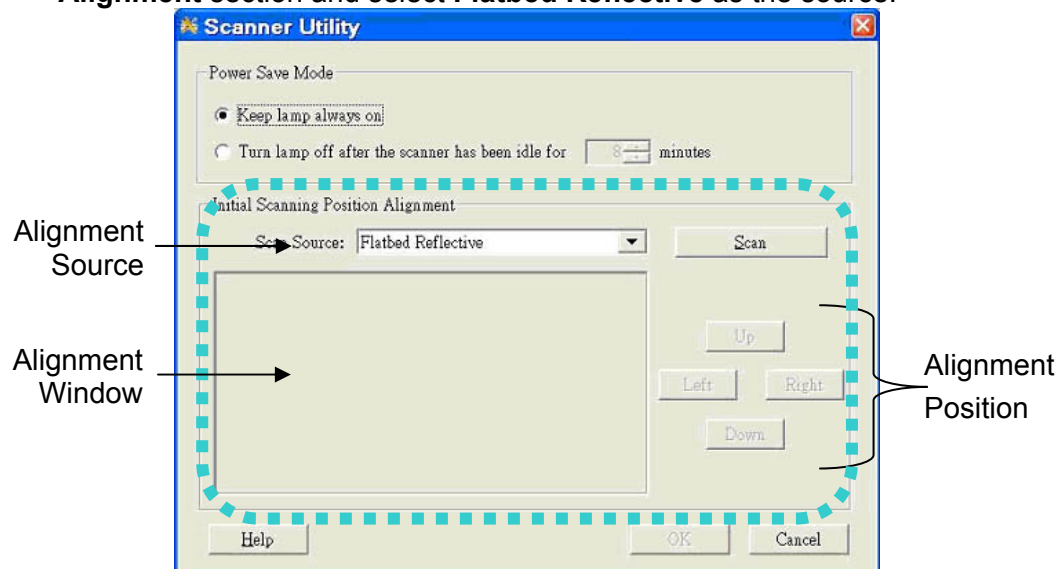 Alignment section and select Flatbed Reflective as the source.
Scanner Utility
Power Save Mode
Keep lamp always on
Turn lamp off after the scanner has been idle for 8 minutes
Initial Scanning Position Alignment
Alignment
Source
Scan Source: Flatbed Reflective
Scan
Alignment
Window
Up
Left Right
Down
Alignment
Position
Help OK Cancel